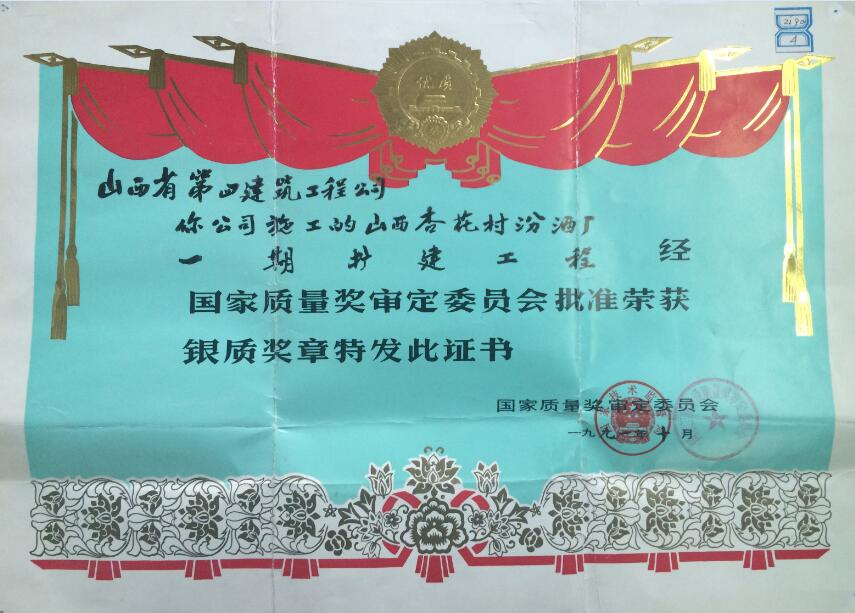 2190
4
优质
山西省第四建筑工程公司
你公司施工的山西杏花村汾酒厂
一期扩建工程 经
国家质量奖审定委员会批准荣获
银质奖章特发此证书
国家质量奖审定委员会
十月